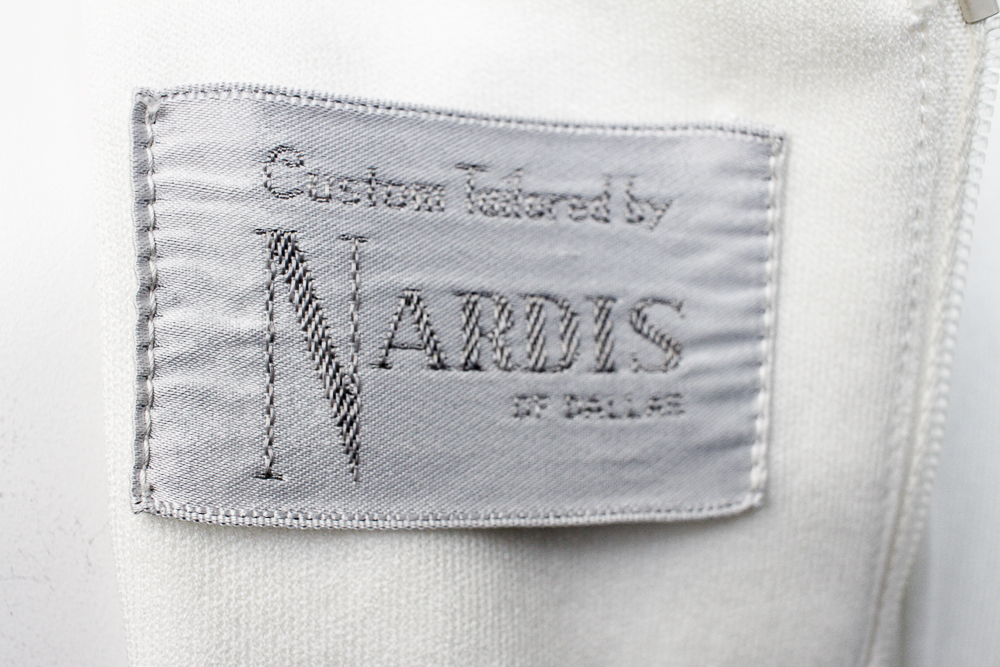 Custom Tailored by
NARDIS
OF DALLAS